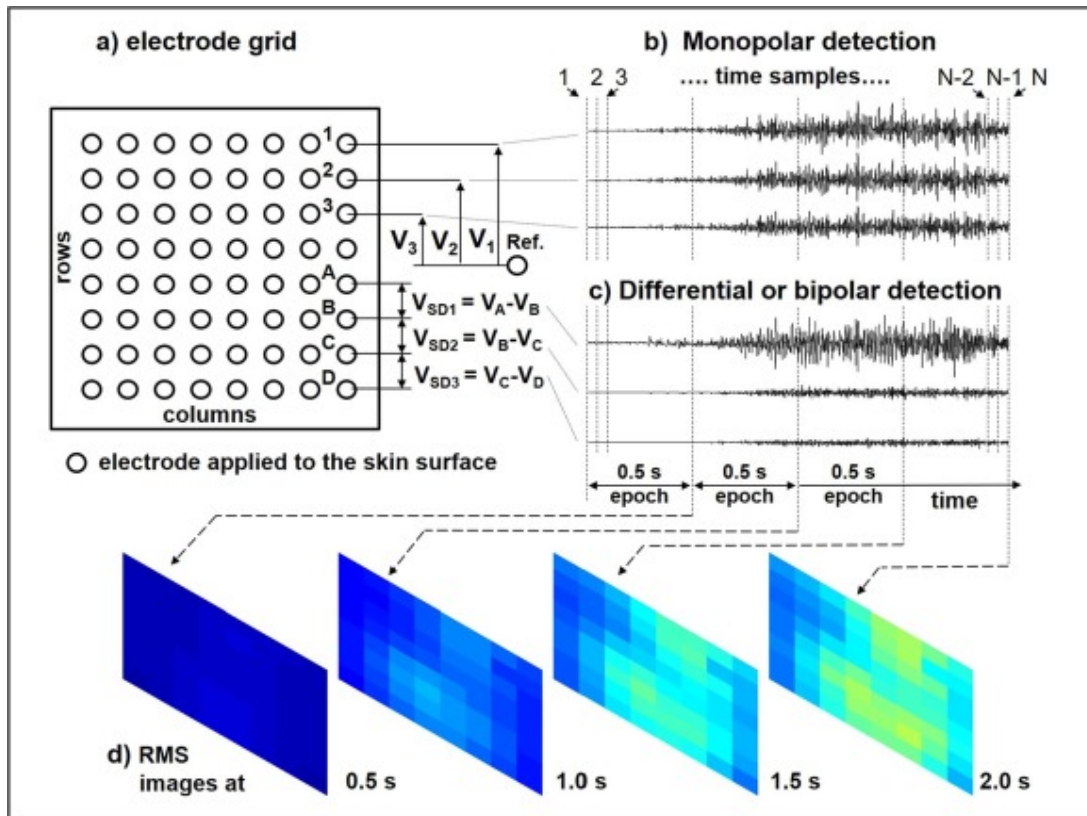 a) electrode grid
rows
columns
1
2
3
A
B
C
D
V3
V2
V1
Ref.
VSD1 = VA-VB
VSD2 = VB-VC
VSD3 = VC-VD
electrode applied to the skin surface
b) Monopolar detection
1 2 3 .... time samples.... N-2 N-1 N
c) Differential or bipolar detection
0.5 s 0.5 s 0.5 s
epoch epoch epoch time
d) RMS
images at 0.5 s 1.0 s 1.5 s 2.0 s